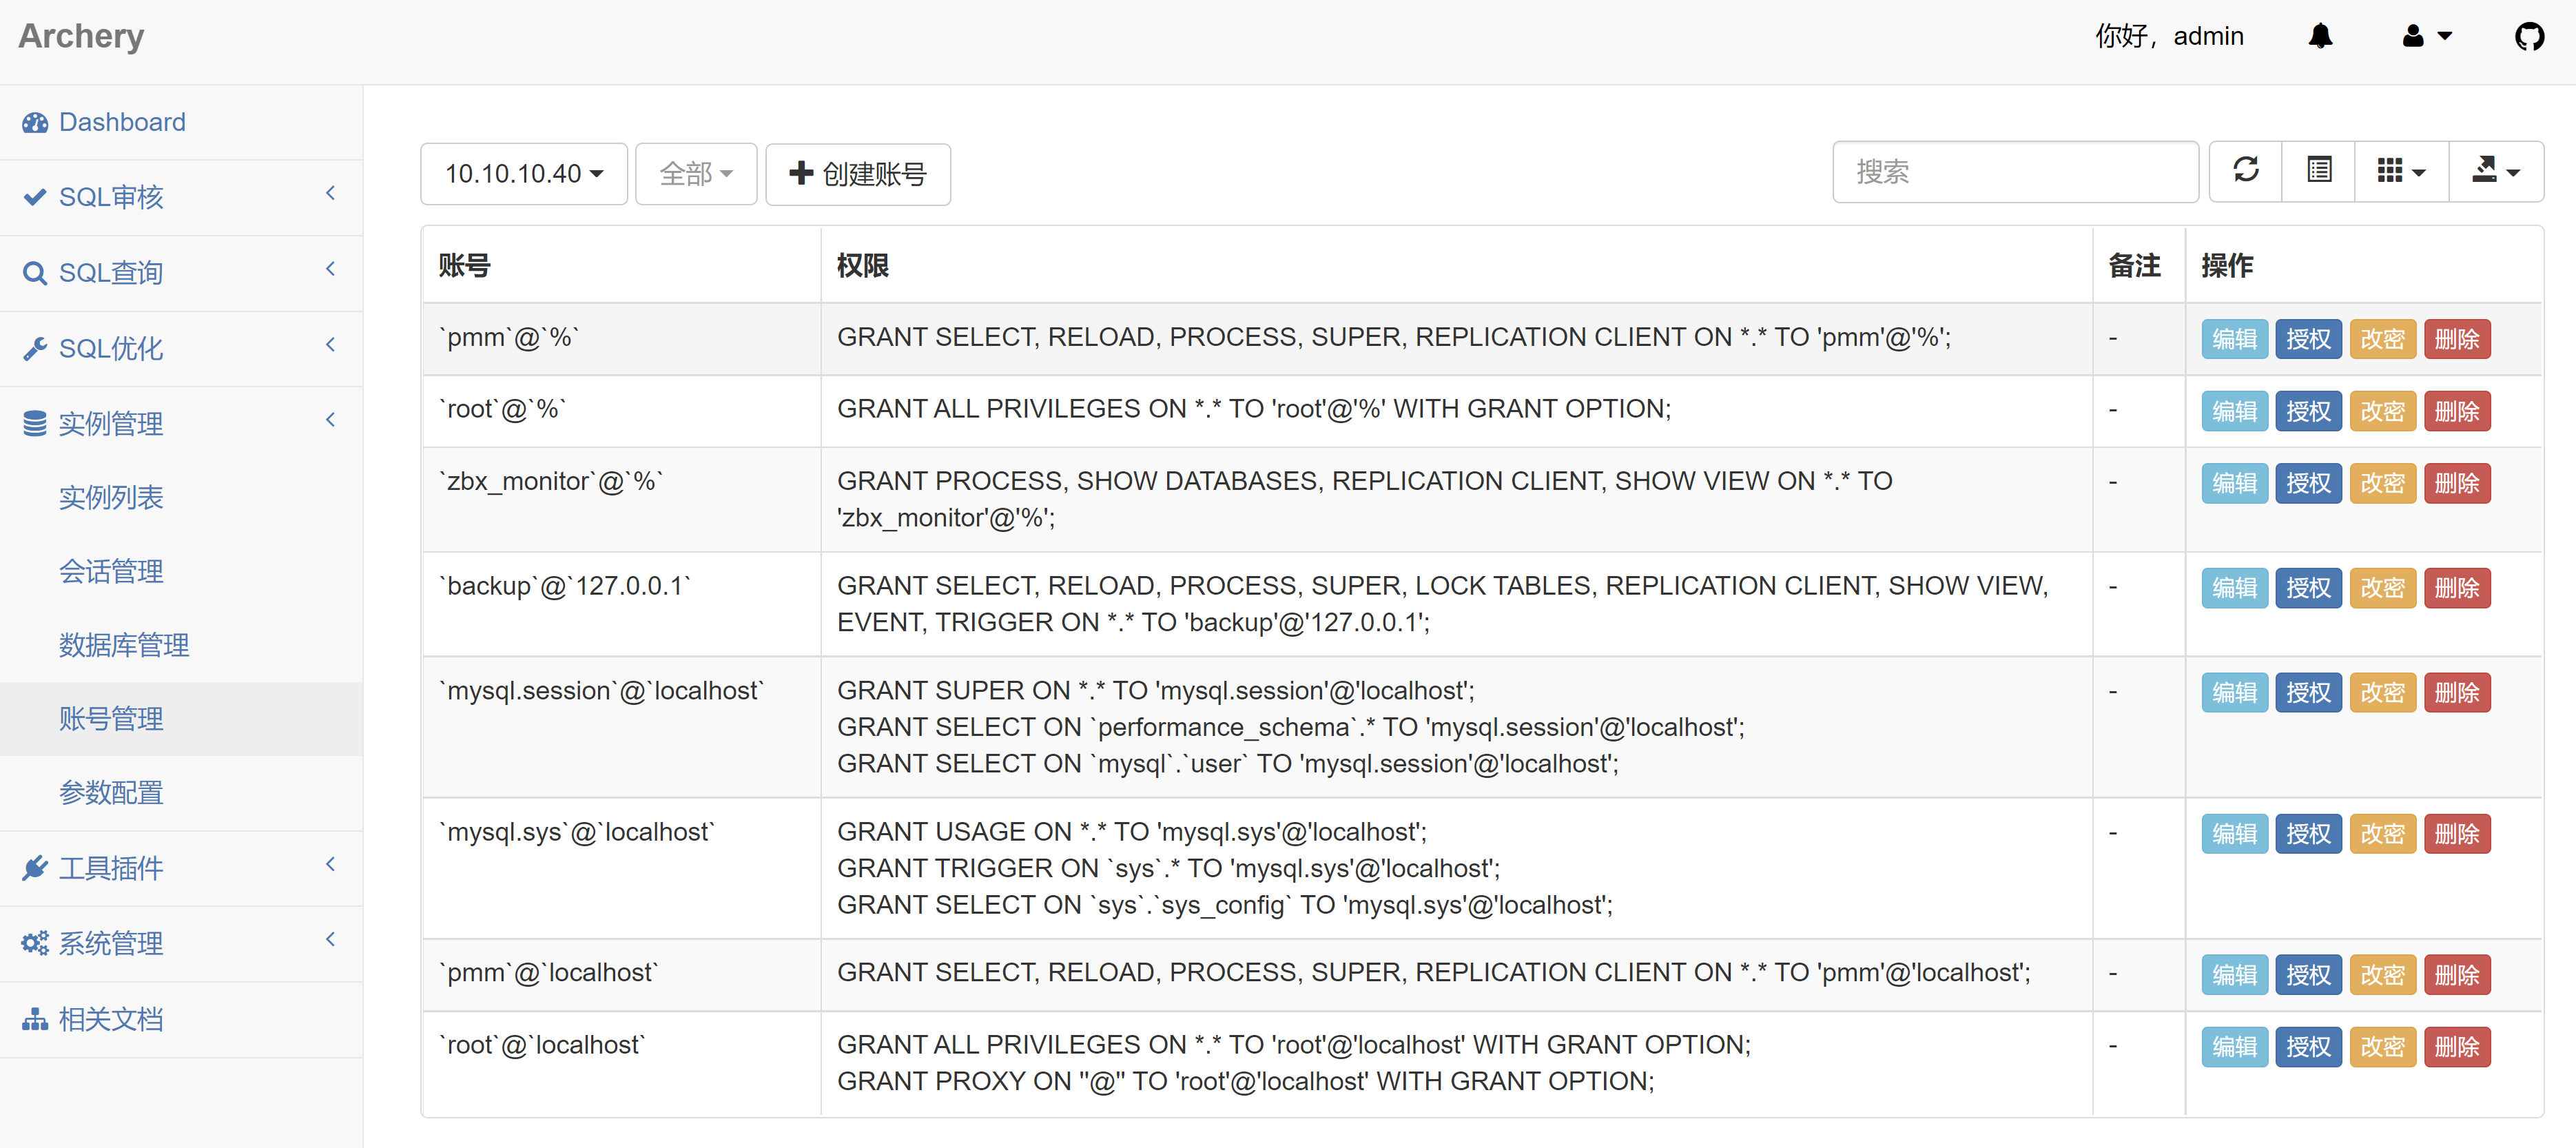 Archery
你好，admin
Dashboard
SQL审核
SQL查询
SQL优化
实例管理
实例列表
会话管理
数据库管理
账号管理
参数配置
工具插件
系统管理
相关文档
10.10.10.40 全部 创建账号 搜索
账号 权限 备注 操作
`pmm`@`%` GRANT SELECT, RELOAD, PROCESS, SUPER, REPLICATION CLIENT ON *.* TO 'pmm'@'%'; - 编辑 授权 改密 删除
`root`@`%` GRANT ALL PRIVILEGES ON *.* TO 'root'@'%' WITH GRANT OPTION; - 编辑 授权 改密 删除
`zbx_monitor`@`%` GRANT PROCESS, SHOW DATABASES, REPLICATION CLIENT, SHOW VIEW ON *.* TO - 编辑 授权 改密 删除
'zbx_monitor'@'%';
`backup`@`127.0.0.1` GRANT SELECT, RELOAD, PROCESS, SUPER, LOCK TABLES, REPLICATION CLIENT, SHOW VIEW, - 编辑 授权 改密 删除
EVENT, TRIGGER ON *.* TO 'backup'@'127.0.0.1';
`mysql.session`@`localhost` GRANT SUPER ON *.* TO 'mysql.session'@'localhost'; - 编辑 授权 改密 删除
GRANT SELECT ON `performance_schema`.* TO 'mysql.session'@'localhost';
GRANT SELECT ON `mysql`.`user` TO 'mysql.session'@'localhost';
`mysql.sys`@`localhost` GRANT USAGE ON *.* TO 'mysql.sys'@'localhost'; - 编辑 授权 改密 删除
GRANT TRIGGER ON `sys`.* TO 'mysql.sys'@'localhost';
GRANT SELECT ON `sys`.`sys_config` TO 'mysql.sys'@'localhost';
`pmm`@`localhost` GRANT SELECT, RELOAD, PROCESS, SUPER, REPLICATION CLIENT ON *.* TO 'pmm'@'localhost'; - 编辑 授权 改密 删除
`root`@`localhost` GRANT ALL PRIVILEGES ON *.* TO 'root'@'localhost' WITH GRANT OPTION; - 编辑 授权 改密 删除
GRANT PROXY ON ''@'' TO 'root'@'localhost' WITH GRANT OPTION;